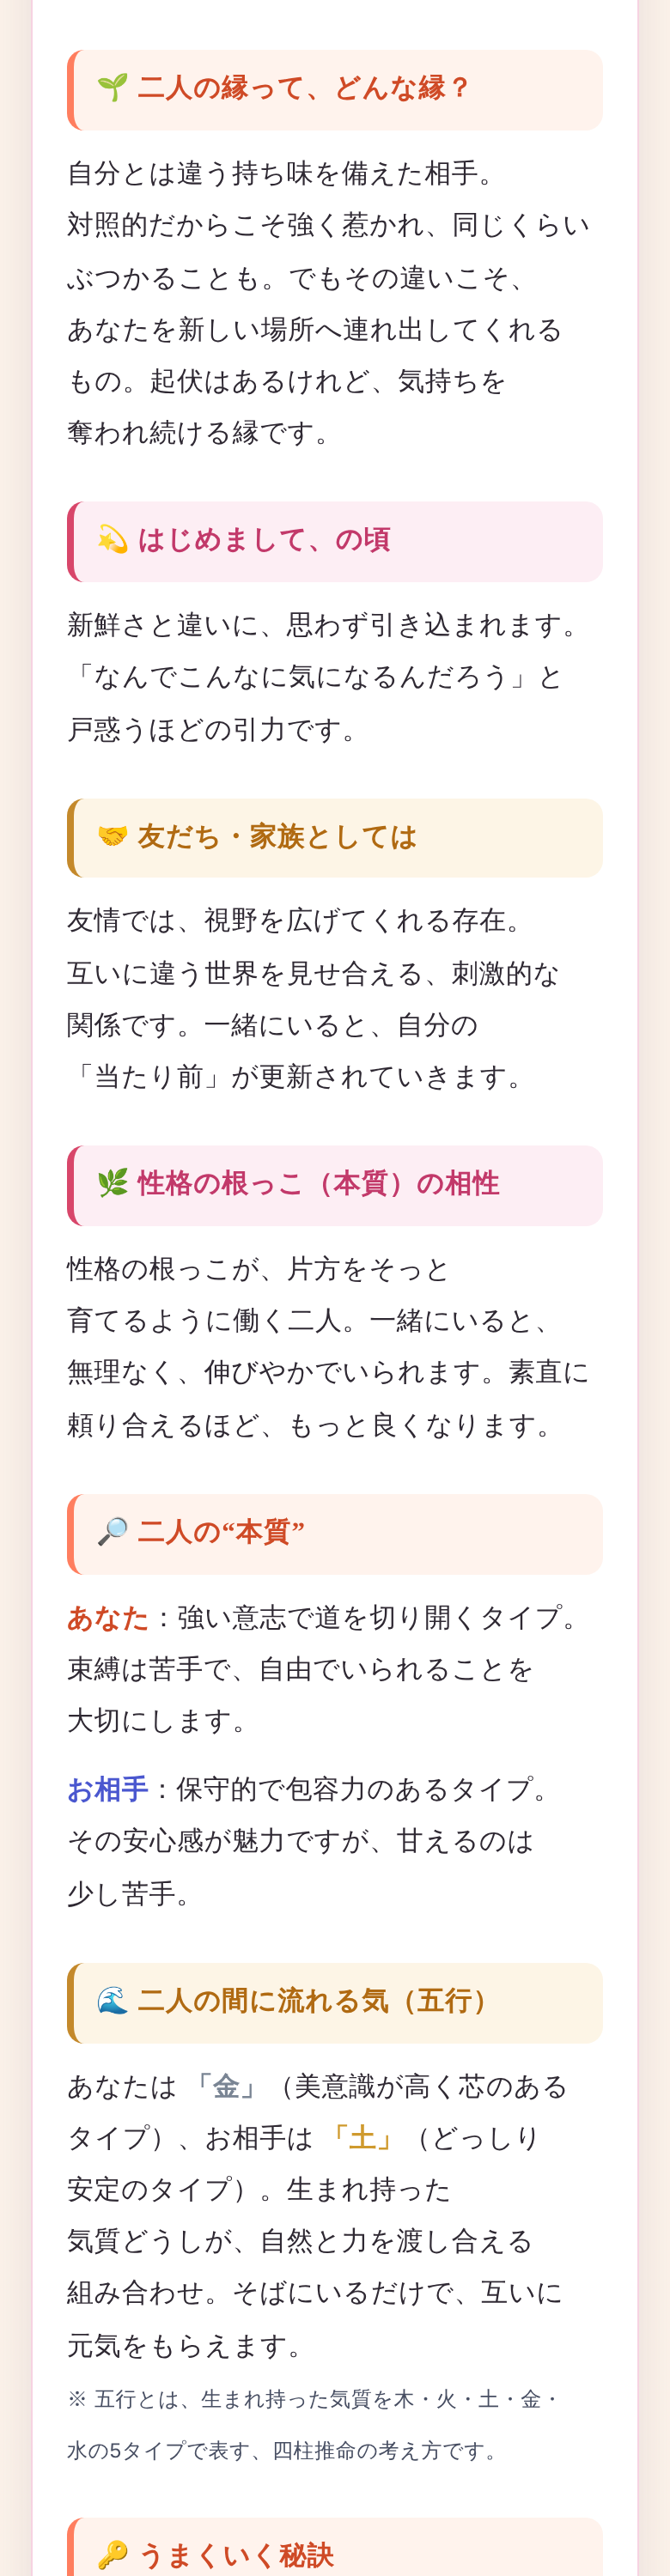 🌱 二人の縁って、どんな縁？
自分とは違う持ち味を備えた相手。
対照的だからこそ強く惹かれ、同じくらい
ぶつかることも。でもその違いこそ、
あなたを新しい場所へ連れ出してくれる
もの。起伏はあるけれど、気持ちを
奪われ続ける縁です。
💫 はじめまして、の頃
新鮮さと違いに、思わず引き込まれます。
「なんでこんなに気になるんだろう」と
戸惑うほどの引力です。
🤝 友だち・家族としては
友情では、視野を広げてくれる存在。
互いに違う世界を見せ合える、刺激的な
関係です。一緒にいると、自分の
「当たり前」が更新されていきます。
🌿 性格の根っこ（本質）の相性
性格の根っこが、片方をそっと
育てるように働く二人。一緒にいると、
無理なく、伸びやかでいられます。素直に
頼り合えるほど、もっと良くなります。
🔎 二人の“本質”
あなた：強い意志で道を切り開くタイプ。
束縛は苦手で、自由でいられることを
大切にします。
お相手：保守的で包容力のあるタイプ。
その安心感が魅力ですが、甘えるのは
少し苦手。
🌊 二人の間に流れる気（五行）
あなたは「金」（美意識が高く芯のある
タイプ）、お相手は「土」（どっしり
安定のタイプ）。生まれ持った
気質どうしが、自然と力を渡し合える
組み合わせ。そばにいるだけで、互いに
元気をもらえます。
※ 五行とは、生まれ持った気質を木・火・土・金・
水の5タイプで表す、四柱推命の考え方です。
🔑 うまくいく秘訣